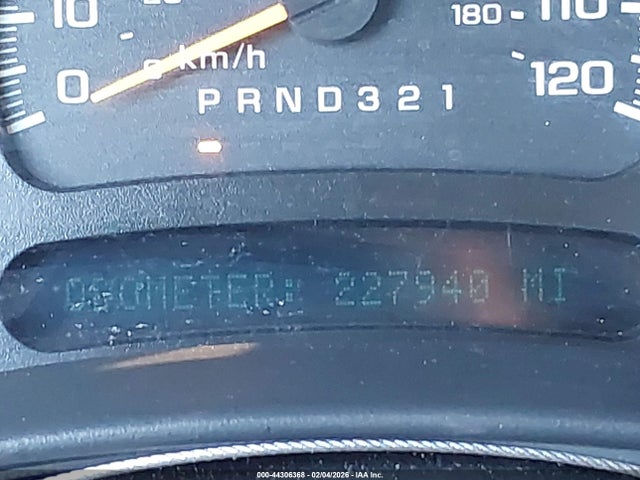 10
180 110
0 km/h 120
PRND321
ODOMETER: 227940 MI
000-44306368 - 02/04/2026 - IAA Inc.